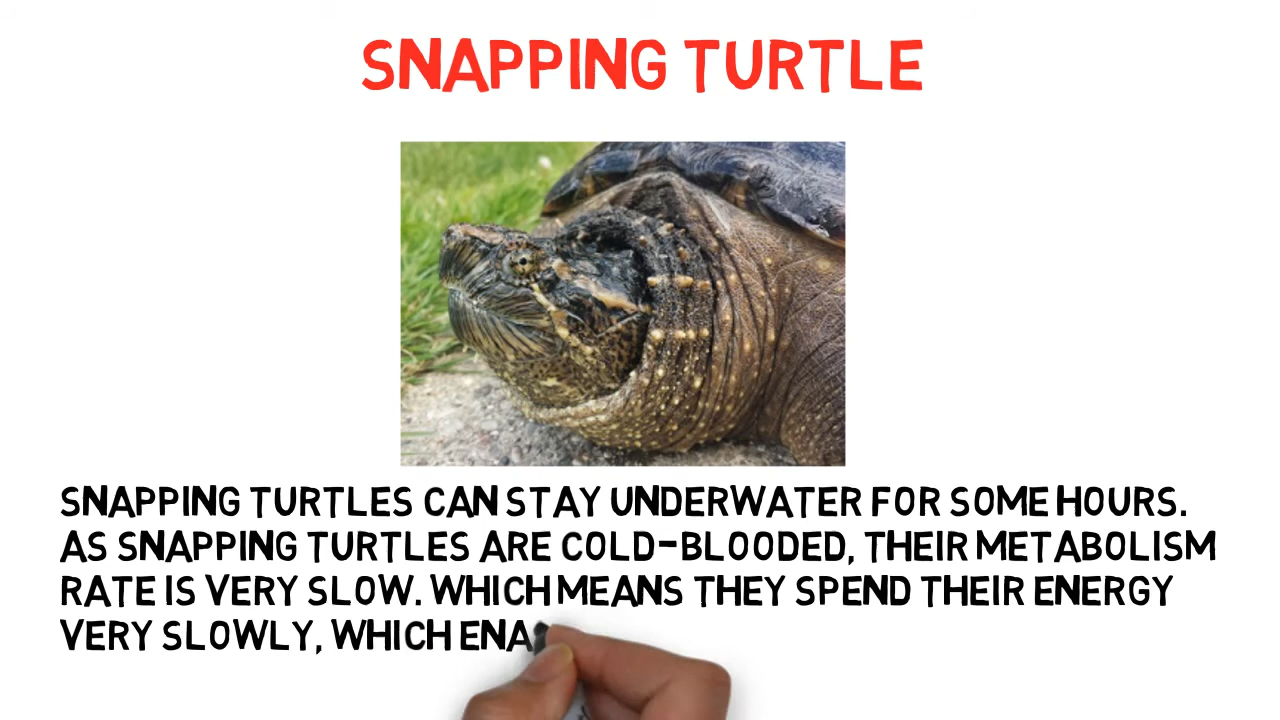 SNAPPING TURTLE
SNAPPING TURTLES CAN STAY UNDERWATER FOR SOME HOURS.
AS SNAPPING TURTLES ARE COLD-BLOODED, THEIR METABOLISM
RATE IS VERY SLOW. WHICH MEANS THEY SPEND THEIR ENERGY
VERY SLOWLY, WHICH ENA